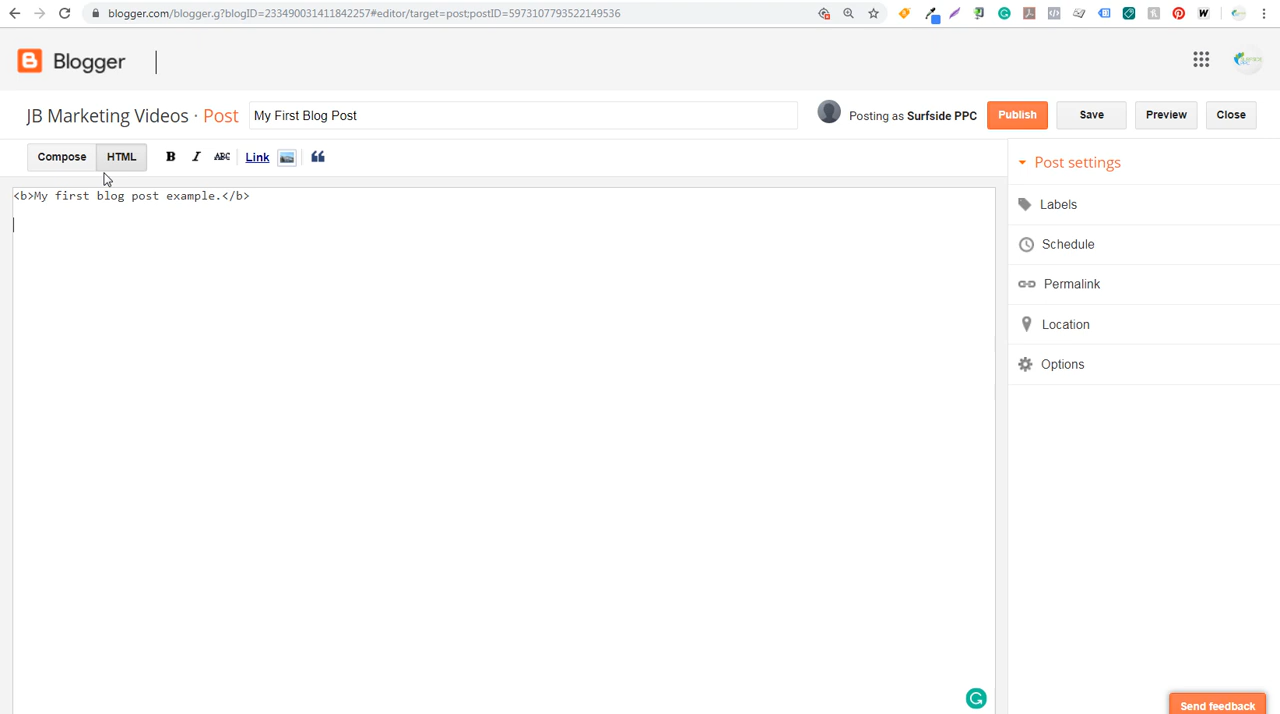 blogger.com/blogger.g?blogID=233490031411842257#editor/target=post;postID=5973107793522149536
Blogger
JB Marketing Videos · Post My First Blog Post Posting as Surfside PPC Publish Save Preview Close
Compose HTML B I ABC Link
Post settings
<b>My first blog post example.</b>
Labels
Schedule
Permalink
Location
Options
Send feedback